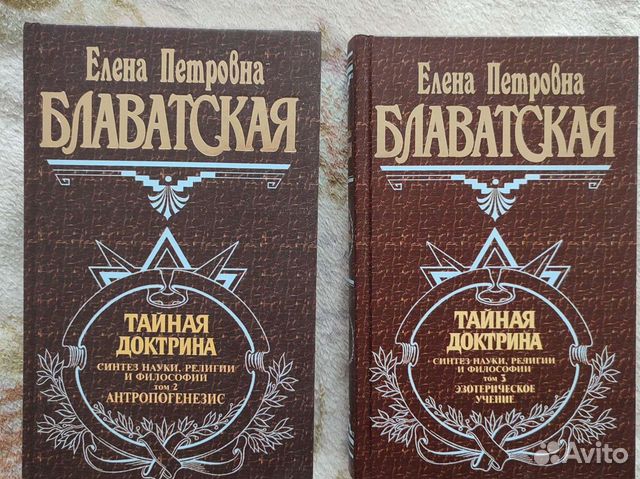 Елена Петровна
БЛАВАТСКАЯ
ТАЙНАЯ
ДОКТРИНА
СИНТЕЗ НАУКИ, РЕЛИГИИ
И ФИЛОСОФИИ
ТОМ 2
АНТРОПОГЕНЕЗИС
Елена Петровна
БЛАВАТСКАЯ
ТАЙНАЯ
ДОКТРИНА
СИНТЕЗ НАУКИ, РЕЛИГИИ
И ФИЛОСОФИИ
ТОМ 3
ЭЗОТЕРИЧЕСКОЕ
УЧЕНИЕ
Avito